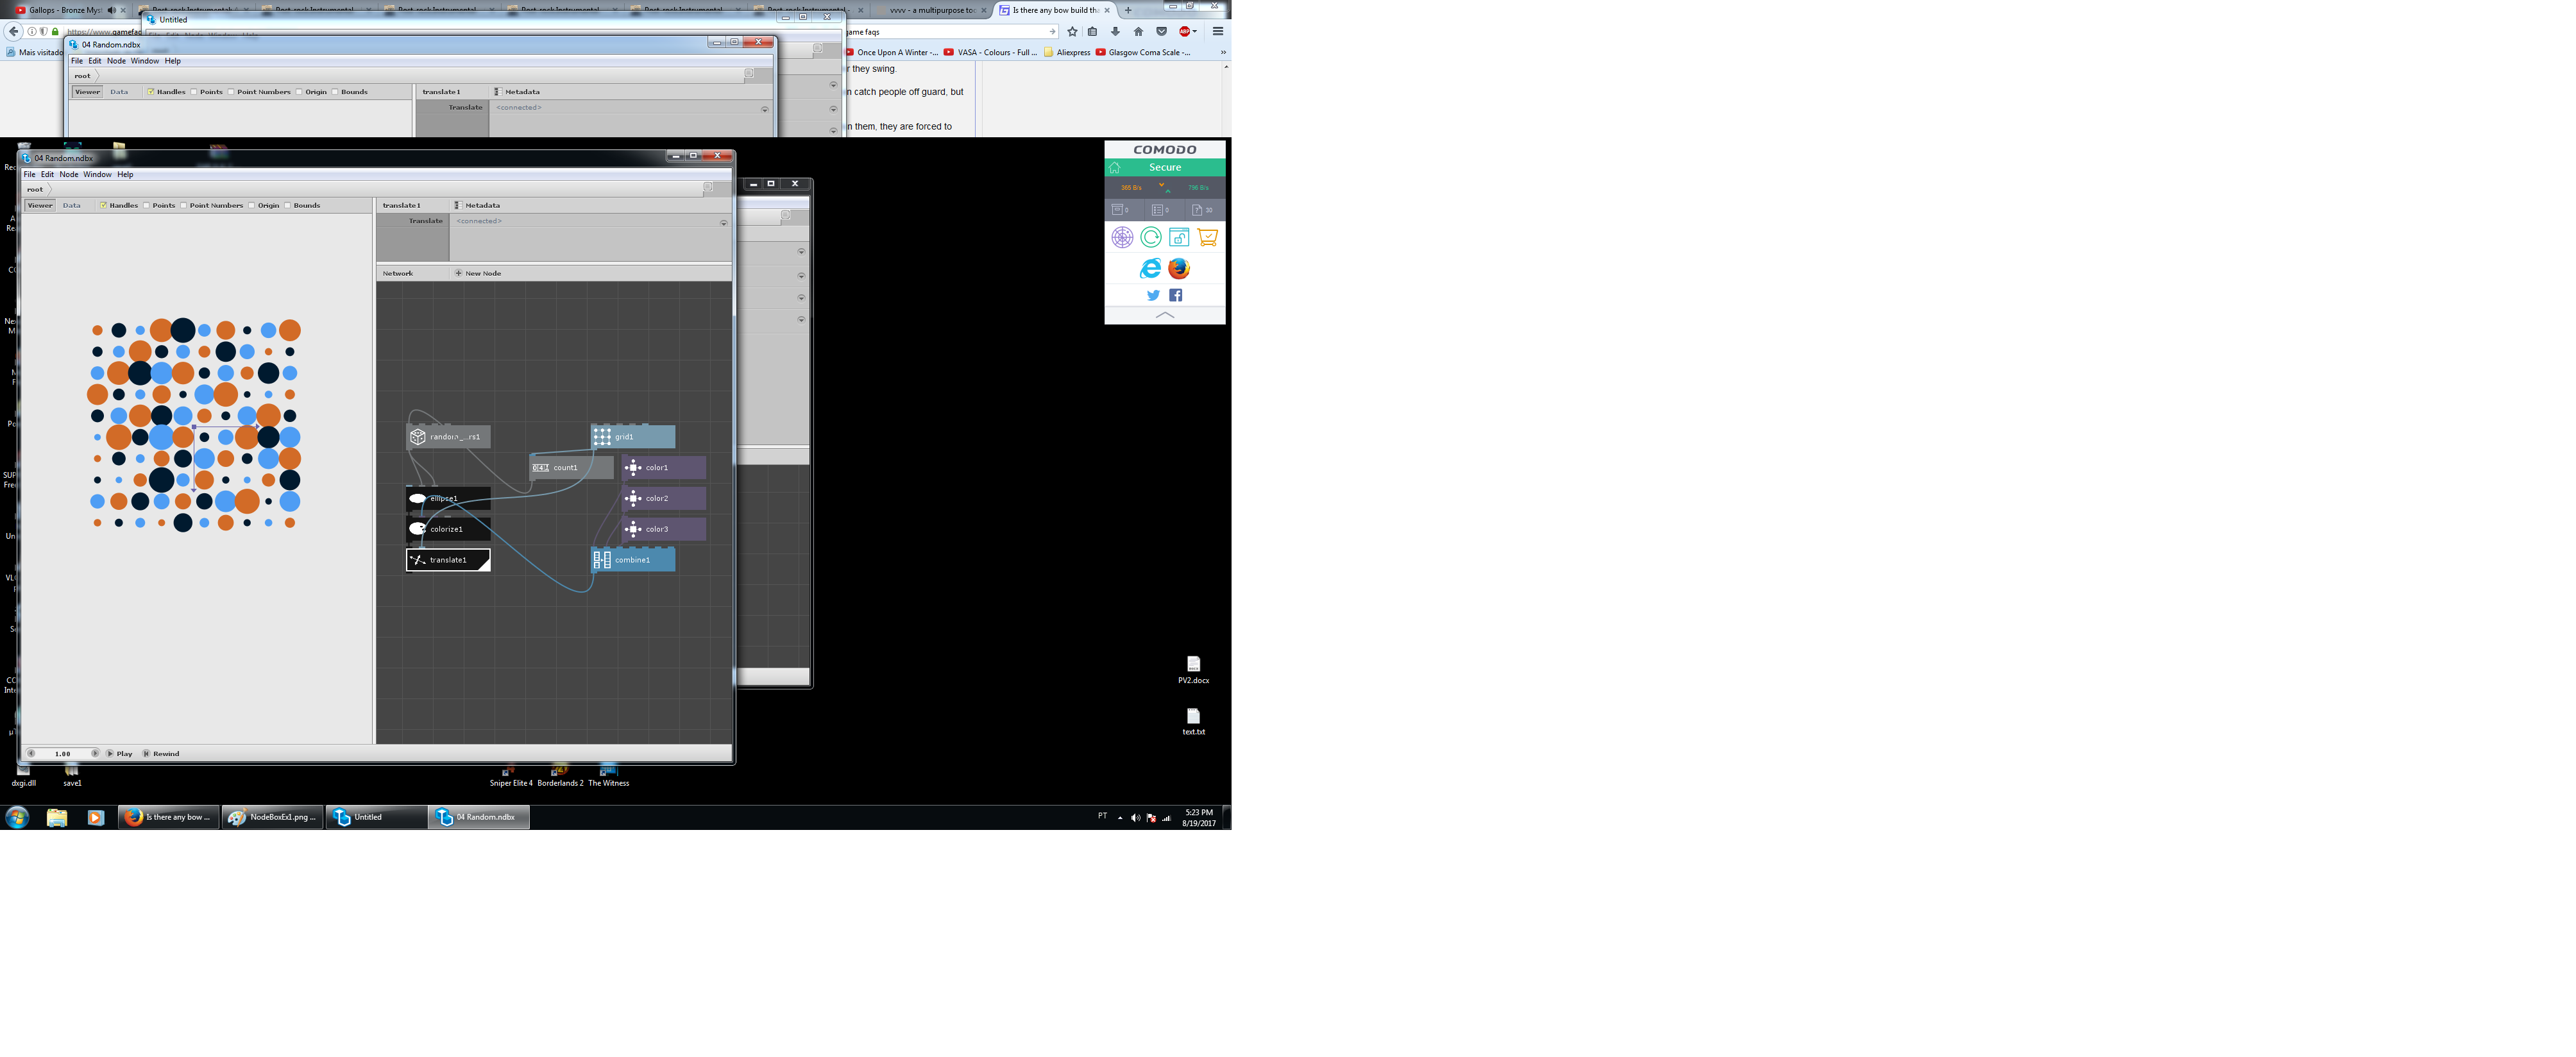 Gallops - Bronze Mys
Post-rock Instrumental
Post-rock Instrumental
Post-rock Instrumental
Post-rock Instrumental
Post-rock Instrumental
Post-rock Instrumental -
vvvv - a multipurpose too
Is there any bow build tha
Untitled
https://www.gamefaq
game faqs
04 Random.ndbx
Mais visitado
Once Upon A Winter -...
VASA - Colours - Full ...
Aliexpress
Glasgow Coma Scale -...
File Edit Node Window Help
root
r they swing.
Viewer Data Handles Points Point Numbers Origin Bounds
translate1 Metadata
n catch people off guard, but
Translate <connected>
n them, they are forced to
COMODO
Secure
365 B/s 796 B/s
0 0 30
04 Random.ndbx
File Edit Node Window Help
root
Viewer Data Handles Points Point Numbers Origin Bounds
translate1 Metadata
Translate <connected>
Network New Node
random_...rs1
grid1
count1
color1
ellipse1
color2
colorize1
color3
translate1
combine1
PV2.docx
text.txt
1.00 Play Rewind
dxgi.dll
save1
Sniper Elite 4
Borderlands 2
The Witness
Is there any bow ...
NodeBoxEx1.png ...
Untitled
04 Random.ndbx
PT
5:23 PM
8/19/2017